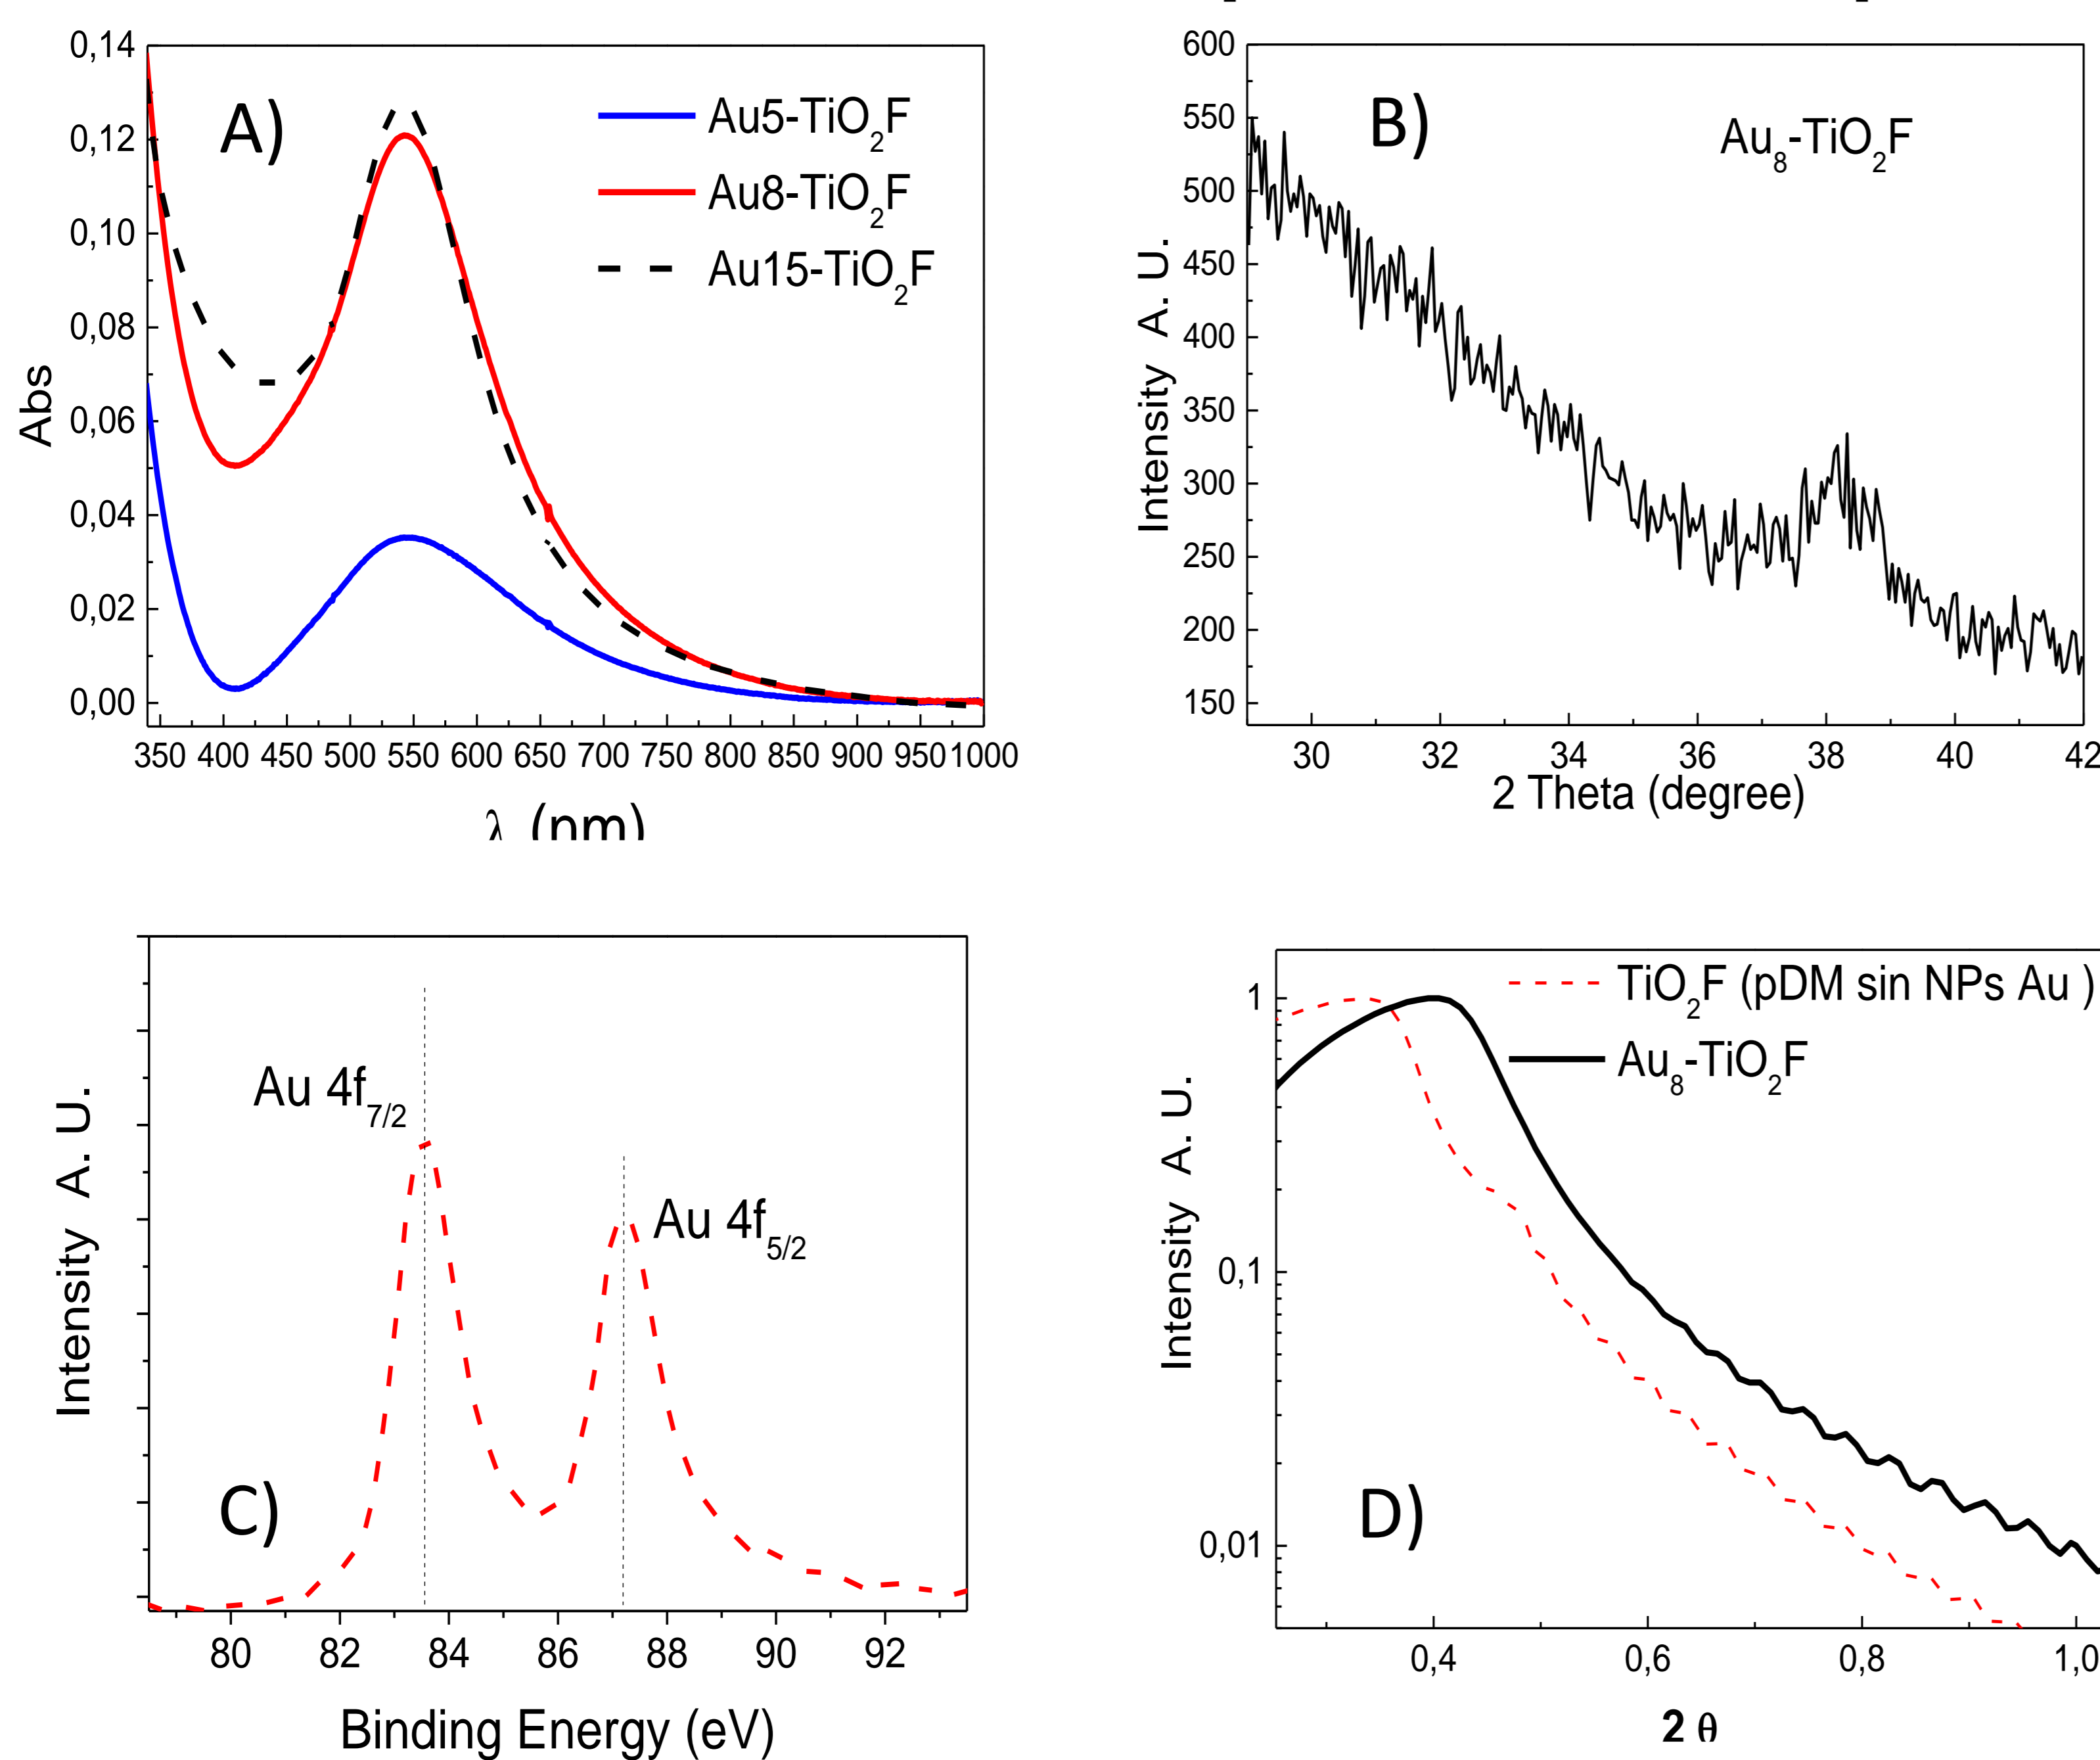 A)
Au5-TiO₂F
Au8-TiO₂F
Au15-TiO₂F
Abs
0,14
0,12
0,10
0,08
0,06
0,04
0,02
0,00
350 400 450 500 550 600 650 700 750 800 850 900 950 1000
λ (nm)
B)
Au₈-TiO₂F
Intensity A. U.
600
550
500
450
400
350
300
250
200
150
30 32 34 36 38 40 42
2 Theta (degree)
C)
Au 4f₇/₂
Au 4f₅/₂
Intensity A. U.
80 82 84 86 88 90 92
Binding Energy (eV)
D)
TiO₂F (pDM sin NPs Au )
Au₈-TiO₂F
Intensity A. U.
1
0,1
0,01
0,4 0,6 0,8 1,0
2 θ